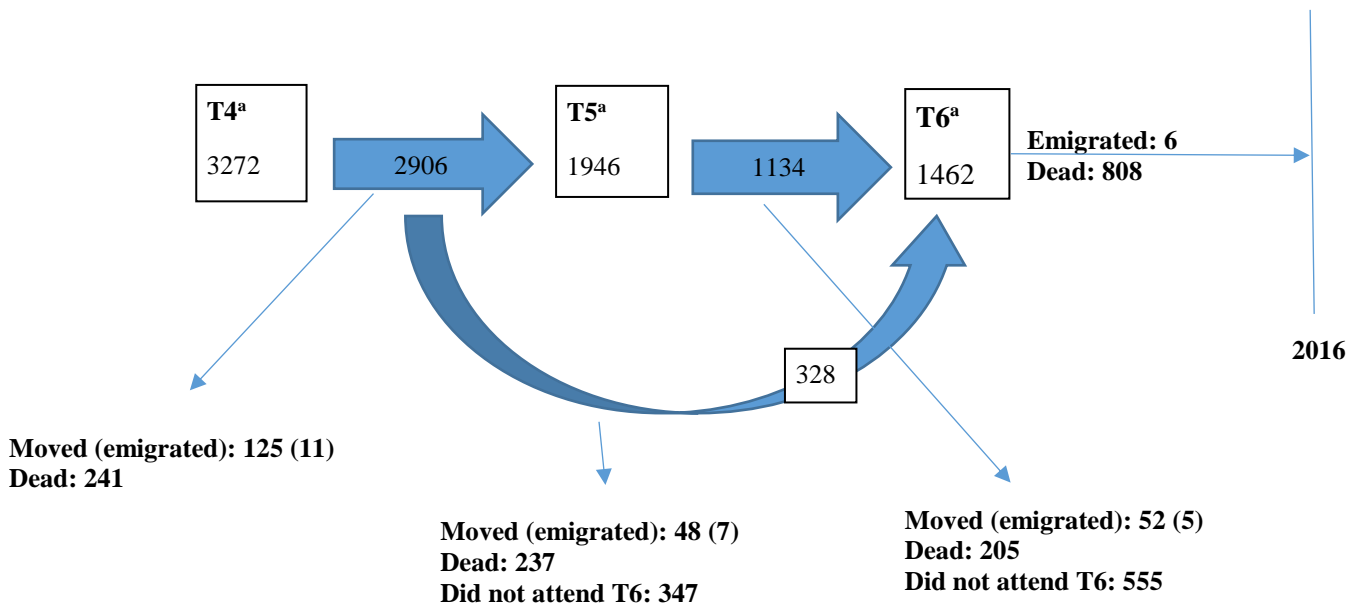 T4ᵃ
3272
2906
T5ᵃ
1946
1134
T6ᵃ
1462
Emigrated: 6
Dead: 808
2016
328
Moved (emigrated): 125 (11)
Dead: 241
Moved (emigrated): 48 (7)
Dead: 237
Did not attend T6: 347
Moved (emigrated): 52 (5)
Dead: 205
Did not attend T6: 555